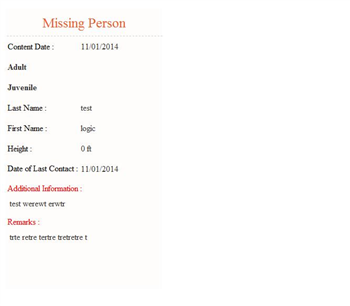 Missing Person
Content Date : 11/01/2014
Adult
Juvenile
Last Name : test
First Name : logic
Height : 0 ft
Date of Last Contact : 11/01/2014
Additional Information :
test werewt erwtr
Remarks :
trte retre tertre tretretre t